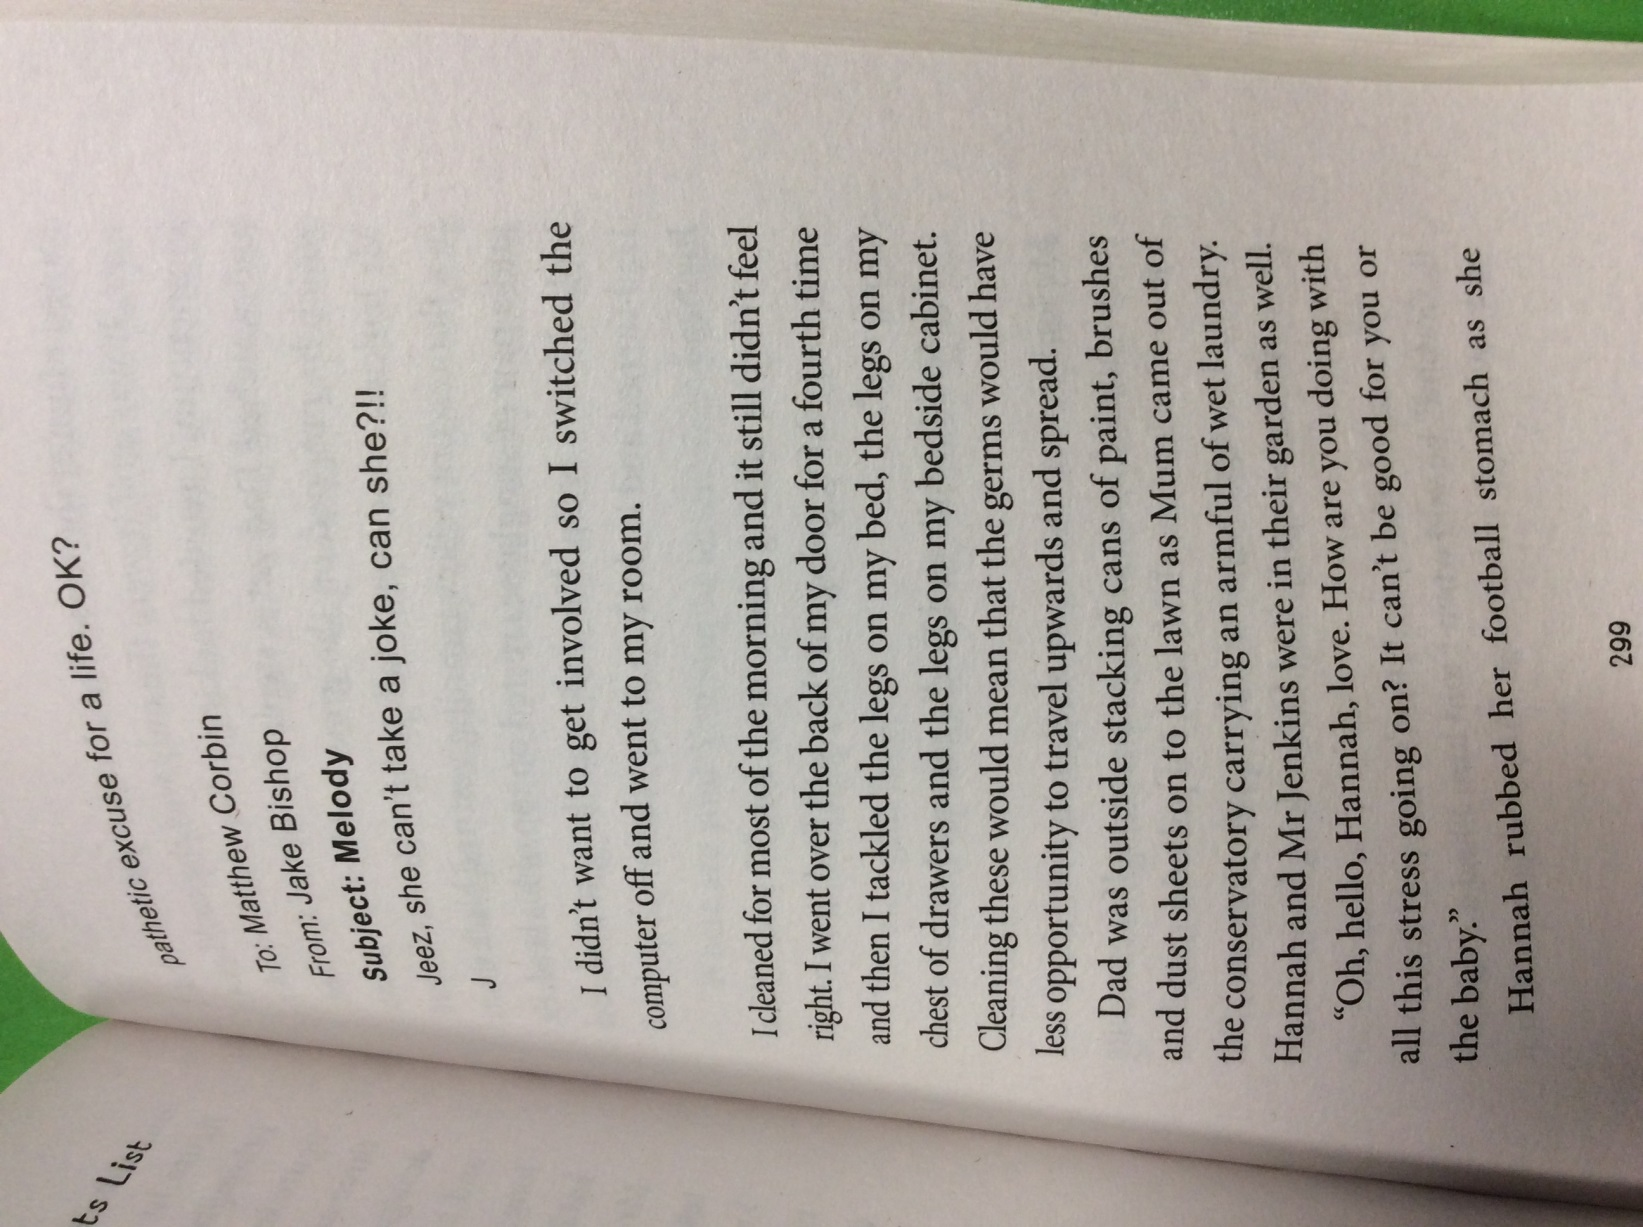 ts List
pathetic excuse for a life. OK?
To: Matthew Corbin
From: Jake Bishop
Subject: Melody
Jeez, she can't take a joke, can she?!!
J
I didn't want to get involved so I switched the
computer off and went to my room.
I cleaned for most of the morning and it still didn't feel
right. I went over the back of my door for a fourth time
and then I tackled the legs on my bed, the legs on my
chest of drawers and the legs on my bedside cabinet.
Cleaning these would mean that the germs would have
less opportunity to travel upwards and spread.
Dad was outside stacking cans of paint, brushes
and dust sheets on to the lawn as Mum came out of
the conservatory carrying an armful of wet laundry.
Hannah and Mr Jenkins were in their garden as well.
“Oh, hello, Hannah, love. How are you doing with
all this stress going on? It can't be good for you or
the baby.”
Hannah rubbed her football stomach as she
299